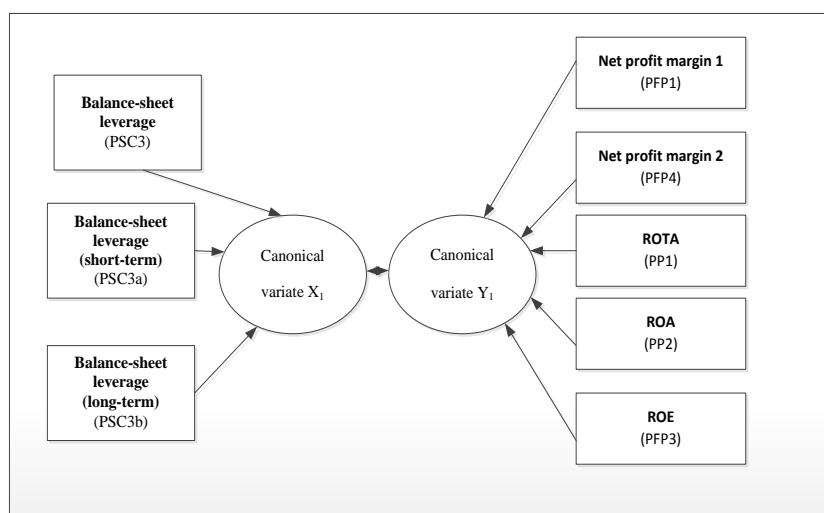 Balance-sheet
leverage
(PSC3)
Balance-sheet
leverage
(short-term)
(PSC3a)
Balance-sheet
leverage
(long-term)
(PSC3b)
Canonical
variate X₁
Canonical
variate Y₁
Net profit margin 1
(PFP1)
Net profit margin 2
(PFP4)
ROTA
(PP1)
ROA
(PP2)
ROE
(PFP3)